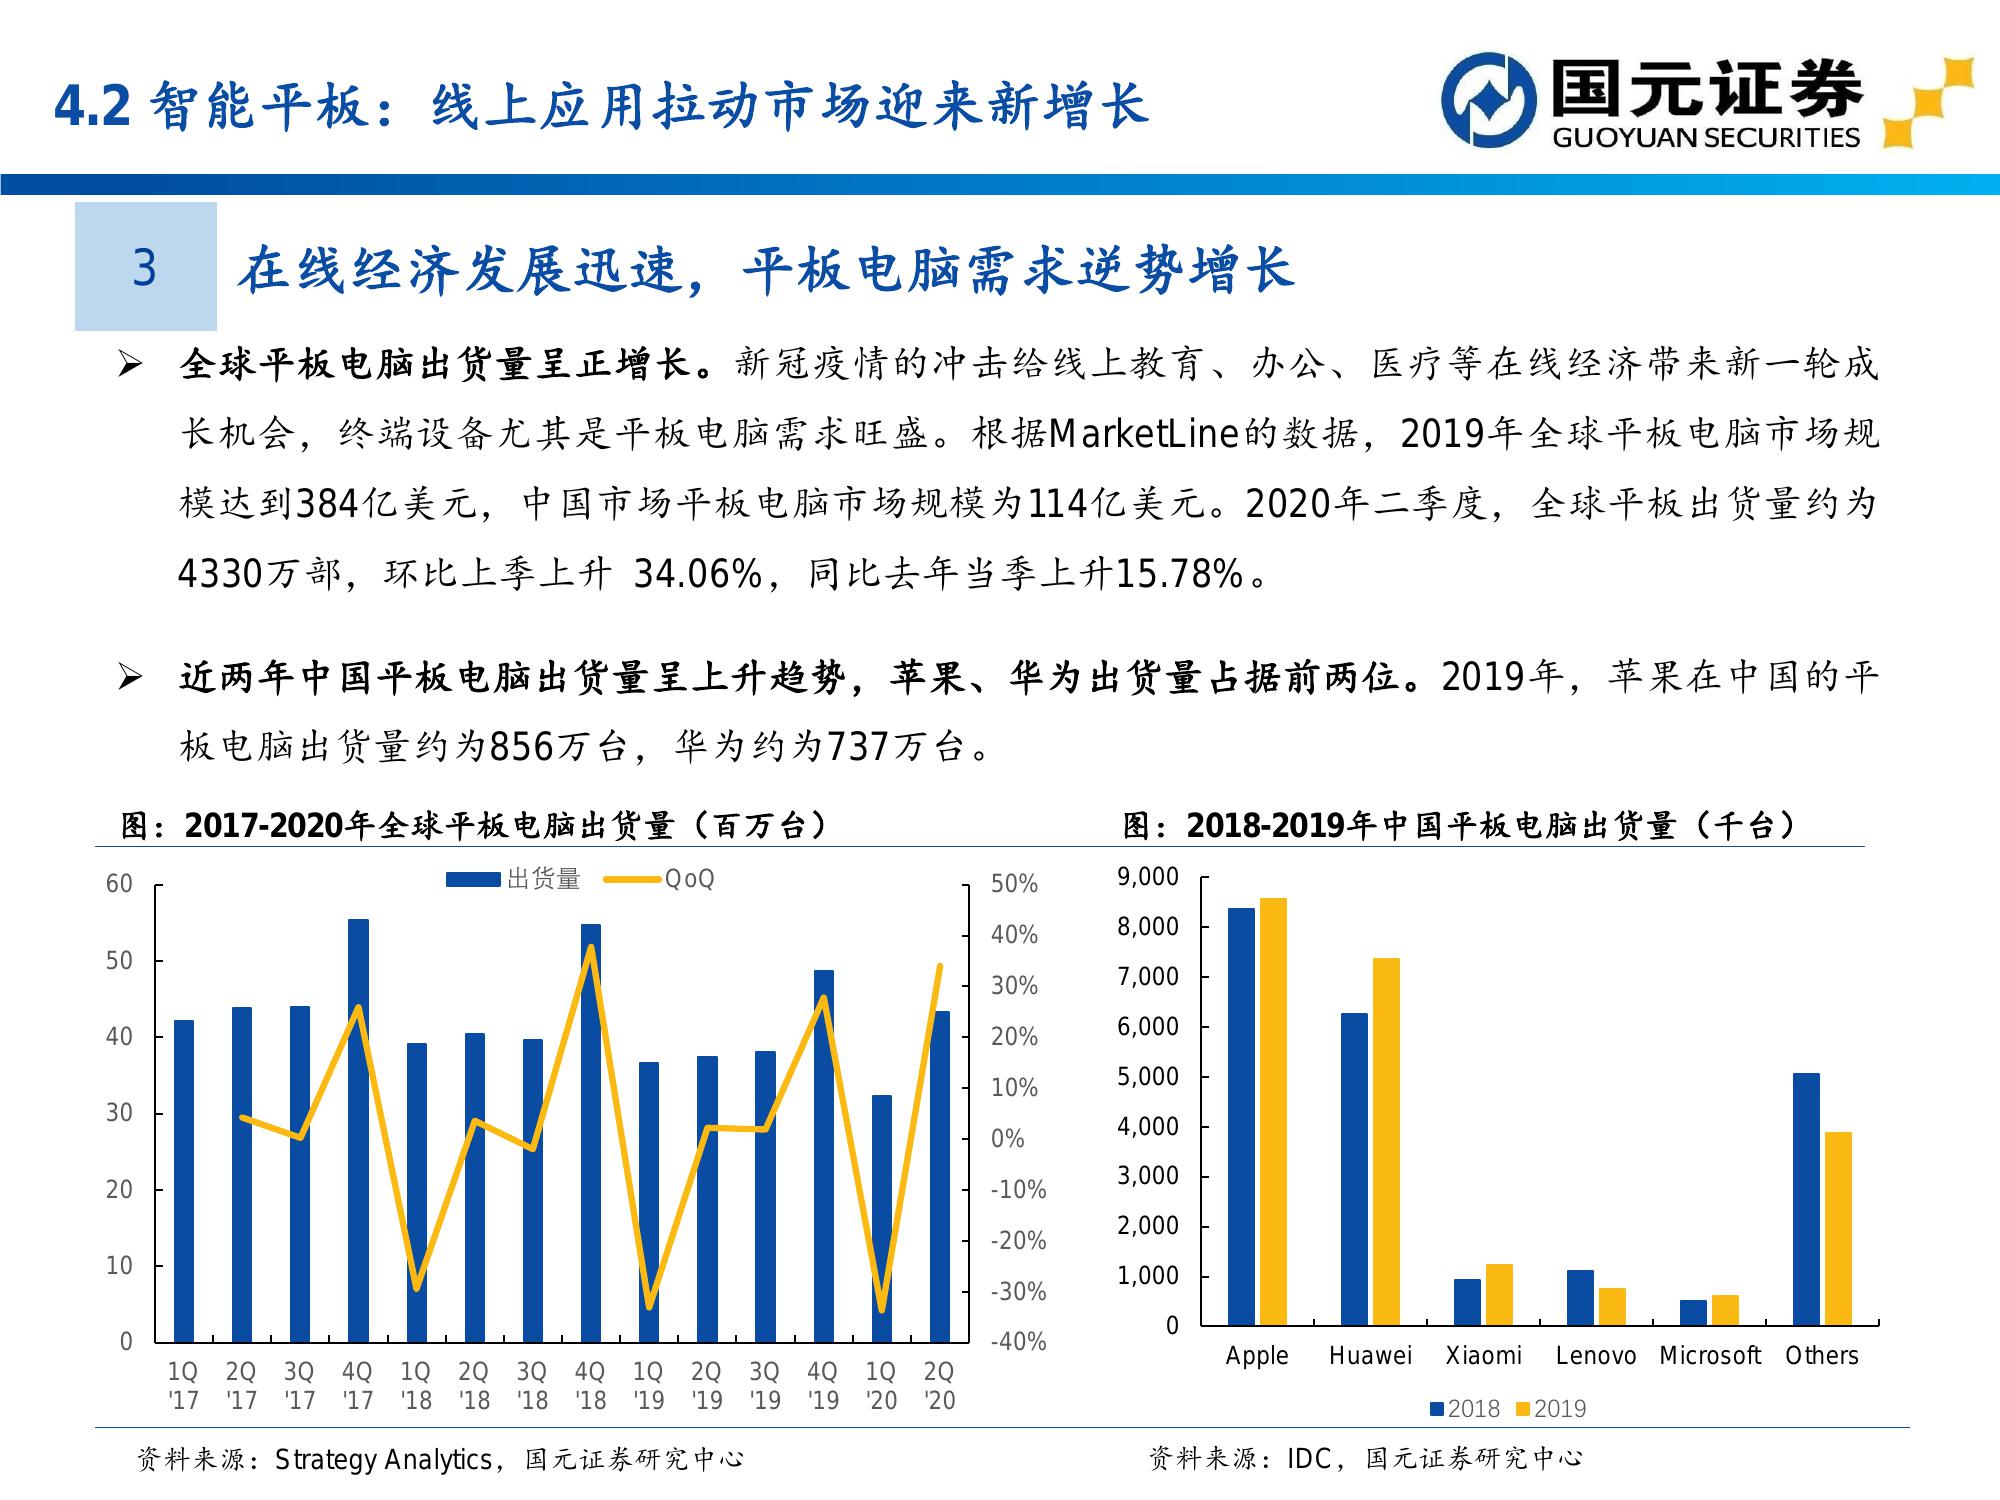 4.2 智能平板：线上应用拉动市场迎来新增长
国元证券
GUOYUAN SECURITIES
3
在线经济发展迅速，平板电脑需求逆势增长
➢ 全球平板电脑出货量呈正增长。新冠疫情的冲击给线上教育、办公、医疗等在线经济带来新一轮成
长机会，终端设备尤其是平板电脑需求旺盛。根据MarketLine的数据，2019年全球平板电脑市场规
模达到384亿美元，中国市场平板电脑市场规模为114亿美元。2020年二季度，全球平板出货量约为
4330万部，环比上季上升 34.06%，同比去年当季上升15.78%。
➢ 近两年中国平板电脑出货量呈上升趋势，苹果、华为出货量占据前两位。2019年，苹果在中国的平
板电脑出货量约为856万台，华为约为737万台。
图：2017-2020年全球平板电脑出货量（百万台）
出货量 QoQ
60
50
40
30
20
10
0
50%
40%
30%
20%
10%
0%
-10%
-20%
-30%
-40%
1Q 2Q 3Q 4Q 1Q 2Q 3Q 4Q 1Q 2Q 3Q 4Q 1Q 2Q
'17 '17 '17 '17 '18 '18 '18 '18 '19 '19 '19 '19 '20 '20
资料来源：Strategy Analytics，国元证券研究中心
图：2018-2019年中国平板电脑出货量（千台）
9,000
8,000
7,000
6,000
5,000
4,000
3,000
2,000
1,000
0
Apple Huawei Xiaomi Lenovo Microsoft Others
2018 2019
资料来源：IDC，国元证券研究中心